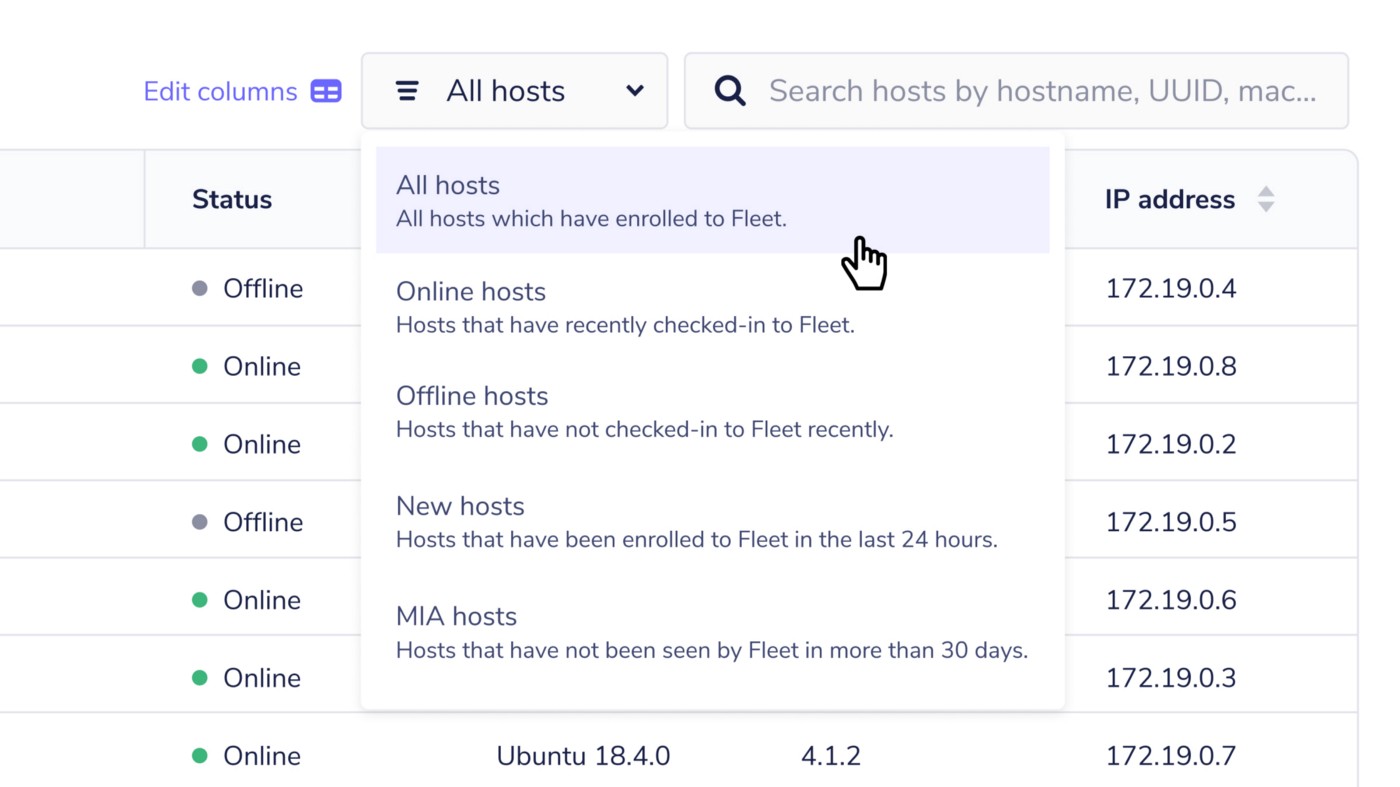 Edit columns
All hosts
Search hosts by hostname, UUID, mac...
Status
IP address
All hosts
All hosts which have enrolled to Fleet.
Online hosts
Hosts that have recently checked-in to Fleet.
Offline hosts
Hosts that have not checked-in to Fleet recently.
New hosts
Hosts that have been enrolled to Fleet in the last 24 hours.
MIA hosts
Hosts that have not been seen by Fleet in more than 30 days.
Offline 172.19.0.4
Online 172.19.0.8
Online 172.19.0.2
Offline 172.19.0.5
Online 172.19.0.6
Online 172.19.0.3
Online Ubuntu 18.4.0 4.1.2 172.19.0.7